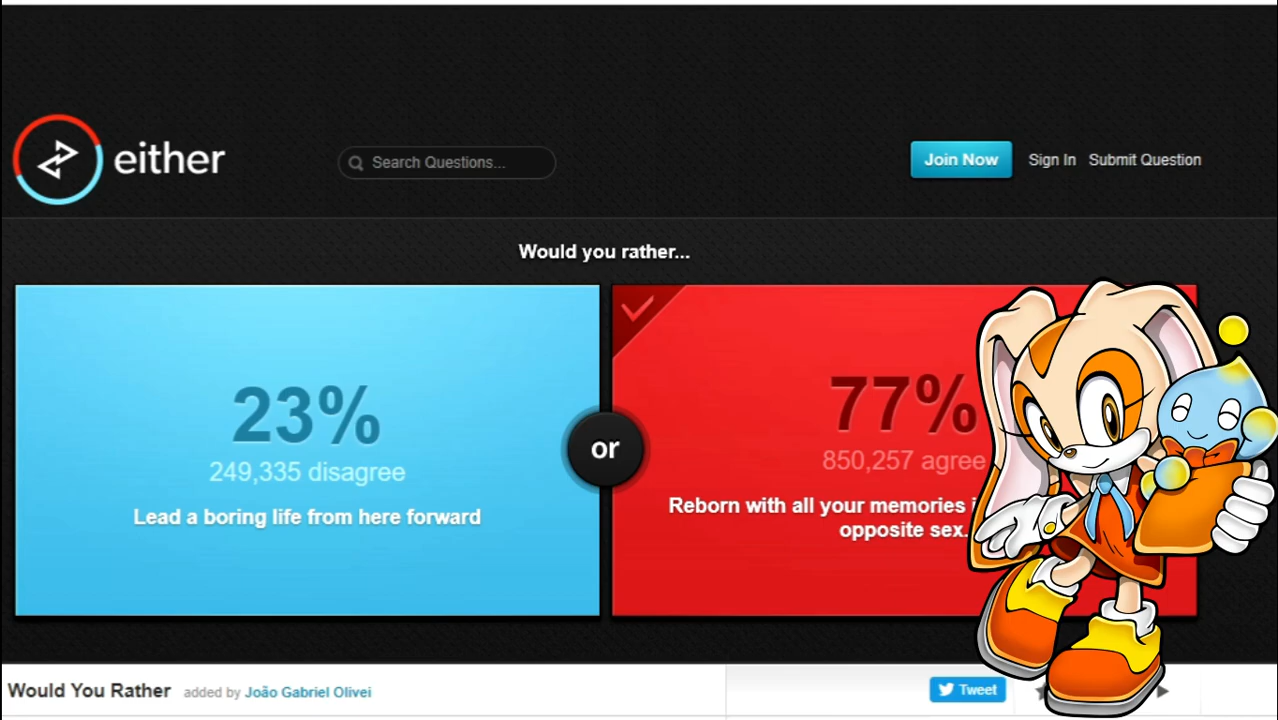 either
Search Questions...
Join Now
Sign In
Submit Question
Would you rather...
23%
249,335 disagree
Lead a boring life from here forward
or
77%
850,257 agree
Reborn with all your memories
opposite sex.
Would You Rather added by João Gabriel Olivei
Tweet